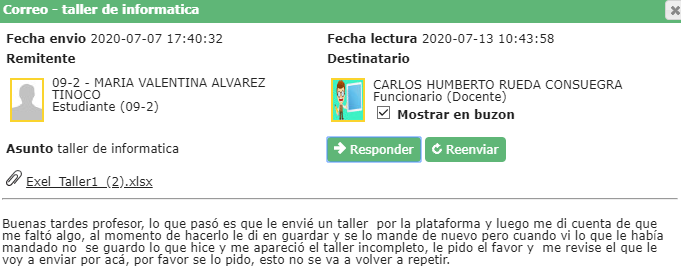 Correo - taller de informatica
Fecha envio 2020-07-07 17:40:32
Fecha lectura 2020-07-13 10:43:58
Remitente
Destinatario
09-2 - MARIA VALENTINA ALVAREZ
TINOCO
Estudiante (09-2)
CARLOS HUMBERTO RUEDA CONSUEGRA
Funcionario (Docente)
Mostrar en buzon
Asunto taller de informatica
Responder
Reenviar
Exel_Taller1_(2).xlsx
Buenas tardes profesor, lo que pasó es que le envié un taller por la plataforma y luego me di cuenta de que
me faltó algo, al momento de hacerlo le di en guardar y se lo mande de nuevo pero cuando vi lo que le había
mandado no se guardo lo que hice y me apareció el taller incompleto, le pido el favor y me revise el que le
voy a enviar por acá, por favor se lo pido, esto no se va a volver a repetir.